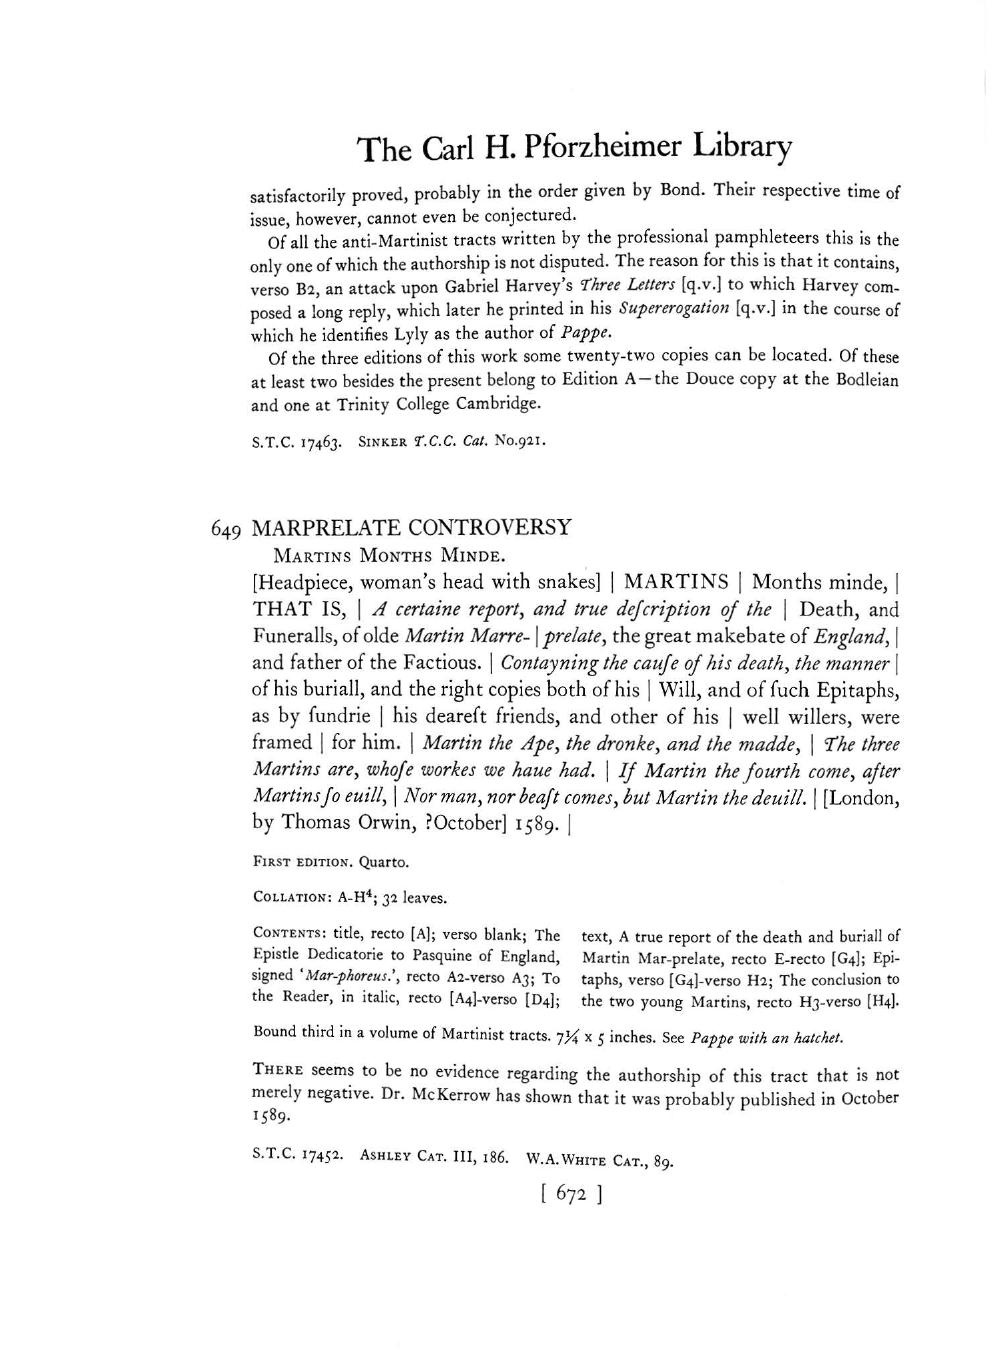 The Carl H. Pforzheimer Library
satisfactorily proved, probably in the order given by Bond. Their respective time of
issue, however, cannot even be conjectured.
Of all the anti-Martinist tracts written by the professional pamphleteers this is the
only one of which the authorship is not disputed. The reason for this is that it contains,
verso B2, an attack upon Gabriel Harvey's Three Letters [q.v.] to which Harvey com-
posed a long reply, which later he printed in his Supererogation [q.v.] in the course of
which he identifies Lyly as the author of Pappe.
Of the three editions of this work some twenty-two copies can be located. Of these
at least two besides the present belong to Edition A—the Douce copy at the Bodleian
and one at Trinity College Cambridge.
S.T.C. 17463. Sinker T.C.C. Cat. No.921.
649 MARPRELATE CONTROVERSY
Martins Months Minde.
[Headpiece, woman's head with snakes] | MARTINS | Months minde, |
THAT IS, | A certaine report, and true deſcription of the | Death, and
Funeralls, of olde Martin Marre- | prelate, the great makebate of England, |
and father of the Factious. | Contayning the cauſe of his death, the manner |
of his buriall, and the right copies both of his | Will, and of ſuch Epitaphs,
as by ſundrie | his deareſt friends, and other of his | well willers, were
framed | for him. | Martin the Ape, the dronke, and the madde, | The three
Martins are, whoſe workes we haue had. | If Martin the fourth come, after
Martins ſo euill, | Nor man, nor beaſt comes, but Martin the deuill. | [London,
by Thomas Orwin, ?October] 1589. |
First edition. Quarto.
Collation: A-H⁴; 32 leaves.
Contents: title, recto [A]; verso blank; The
Epistle Dedicatorie to Pasquine of England,
signed 'Mar-phoreus.', recto A2-verso A3; To
the Reader, in italic, recto [A4]-verso [D4];
text, A true report of the death and buriall of
Martin Mar-prelate, recto E-recto [G4]; Epi-
taphs, verso [G4]-verso H2; The conclusion to
the two young Martins, recto H3-verso [H4].
Bound third in a volume of Martinist tracts. 7¼ x 5 inches. See Pappe with an hatchet.
There seems to be no evidence regarding the authorship of this tract that is not
merely negative. Dr. McKerrow has shown that it was probably published in October
1589.
S.T.C. 17452. Ashley Cat. III, 186. W.A.White Cat., 89.
[ 672 ]